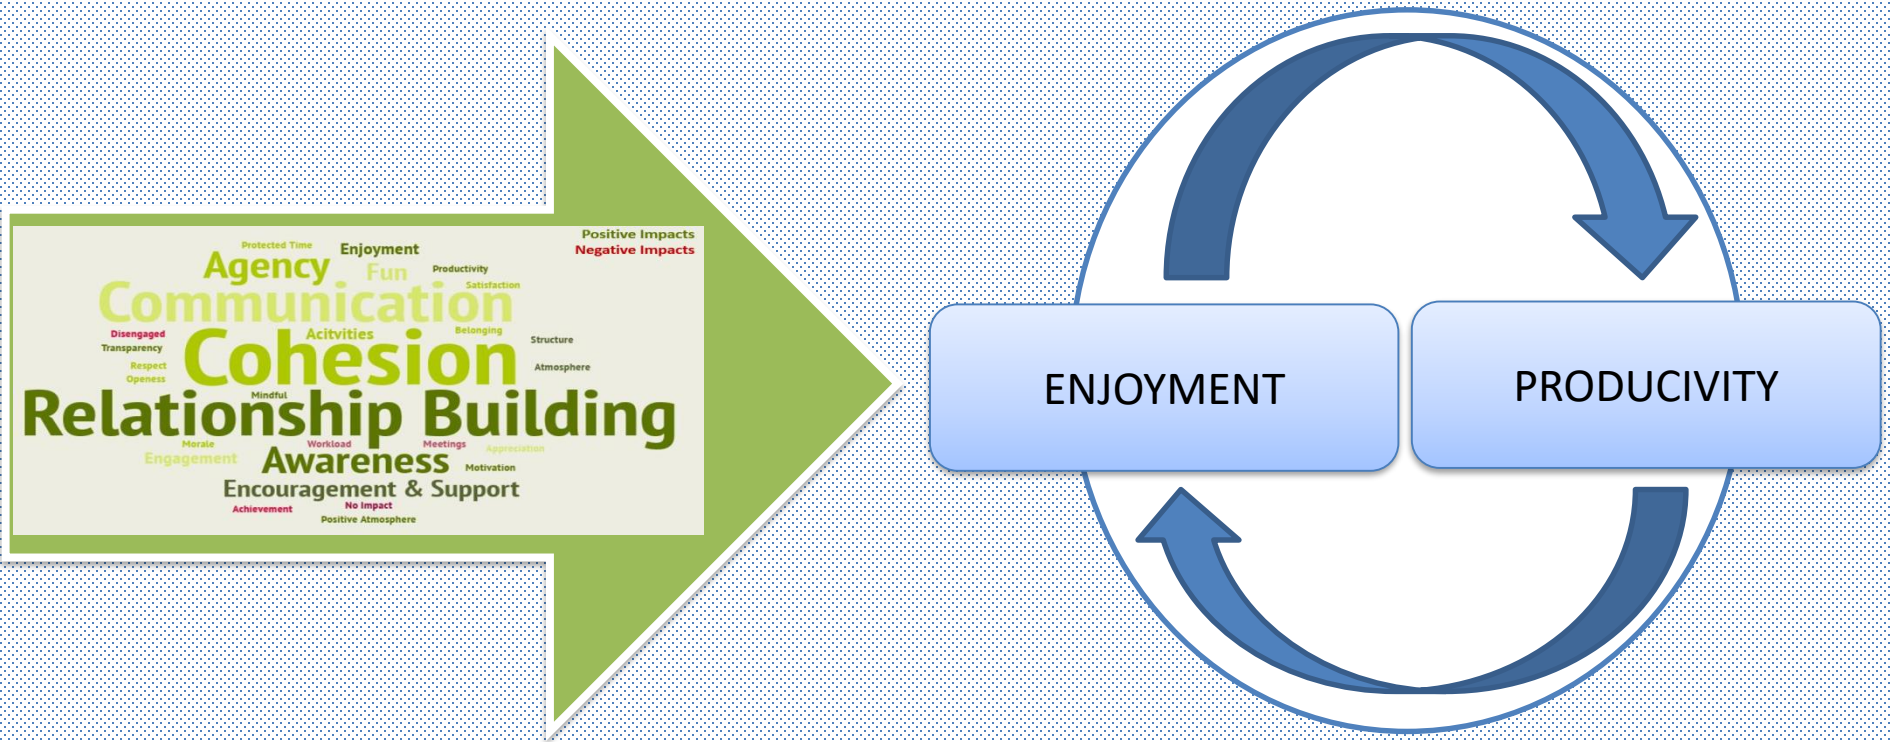 Positive Impacts
Negative Impacts
Protected Time
Enjoyment
Agency
Fun
Productivity
Satisfaction
Communication
Disengaged
Acitvities
Belonging
Transparency
Cohesion
Structure
Respect
Openess
Atmosphere
Mindful
Relationship Building
Morale
Workload
Meetings
Appreciation
Engagement
Awareness
Motivation
Encouragement & Support
Achievement
No Impact
Positive Atmosphere
ENJOYMENT
PRODUCIVITY